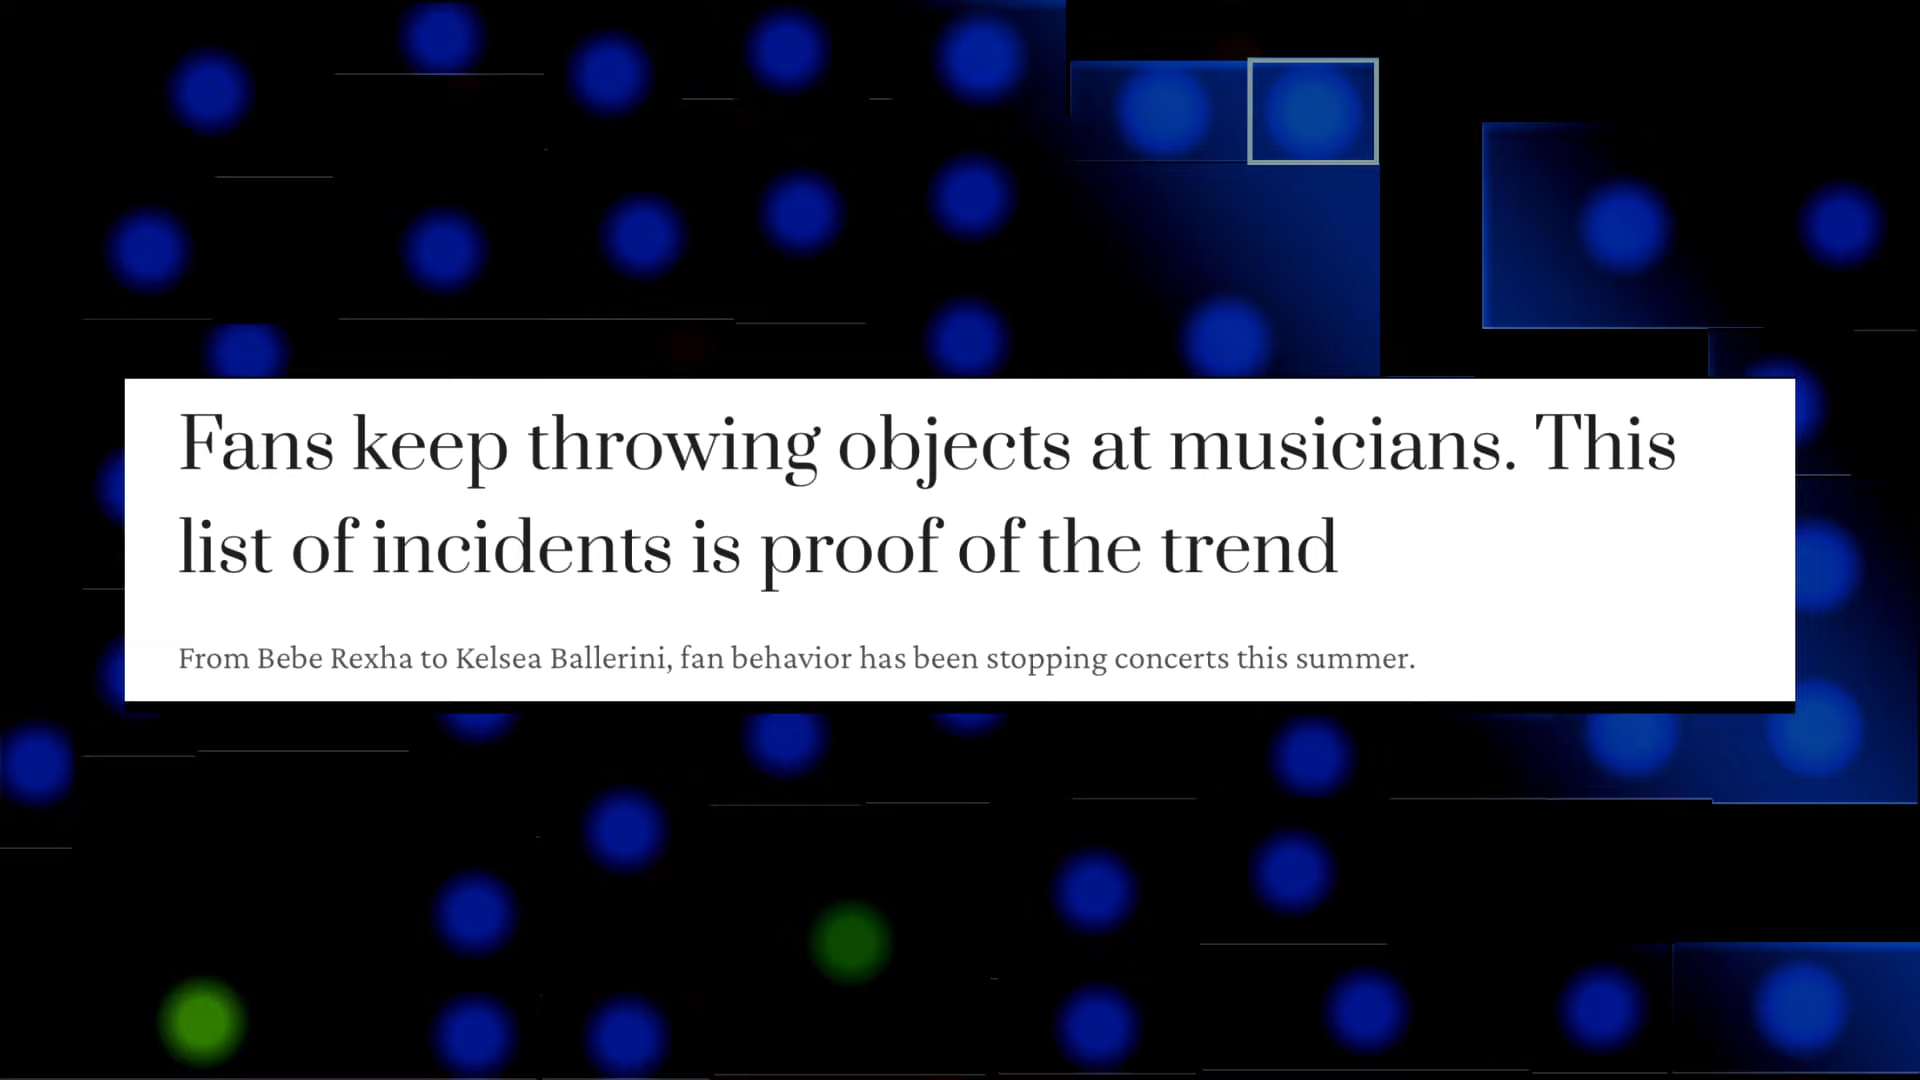 Fans keep throwing objects at musicians. This
list of incidents is proof of the trend
From Bebe Rexha to Kelsea Ballerini, fan behavior has been stopping concerts this summer.